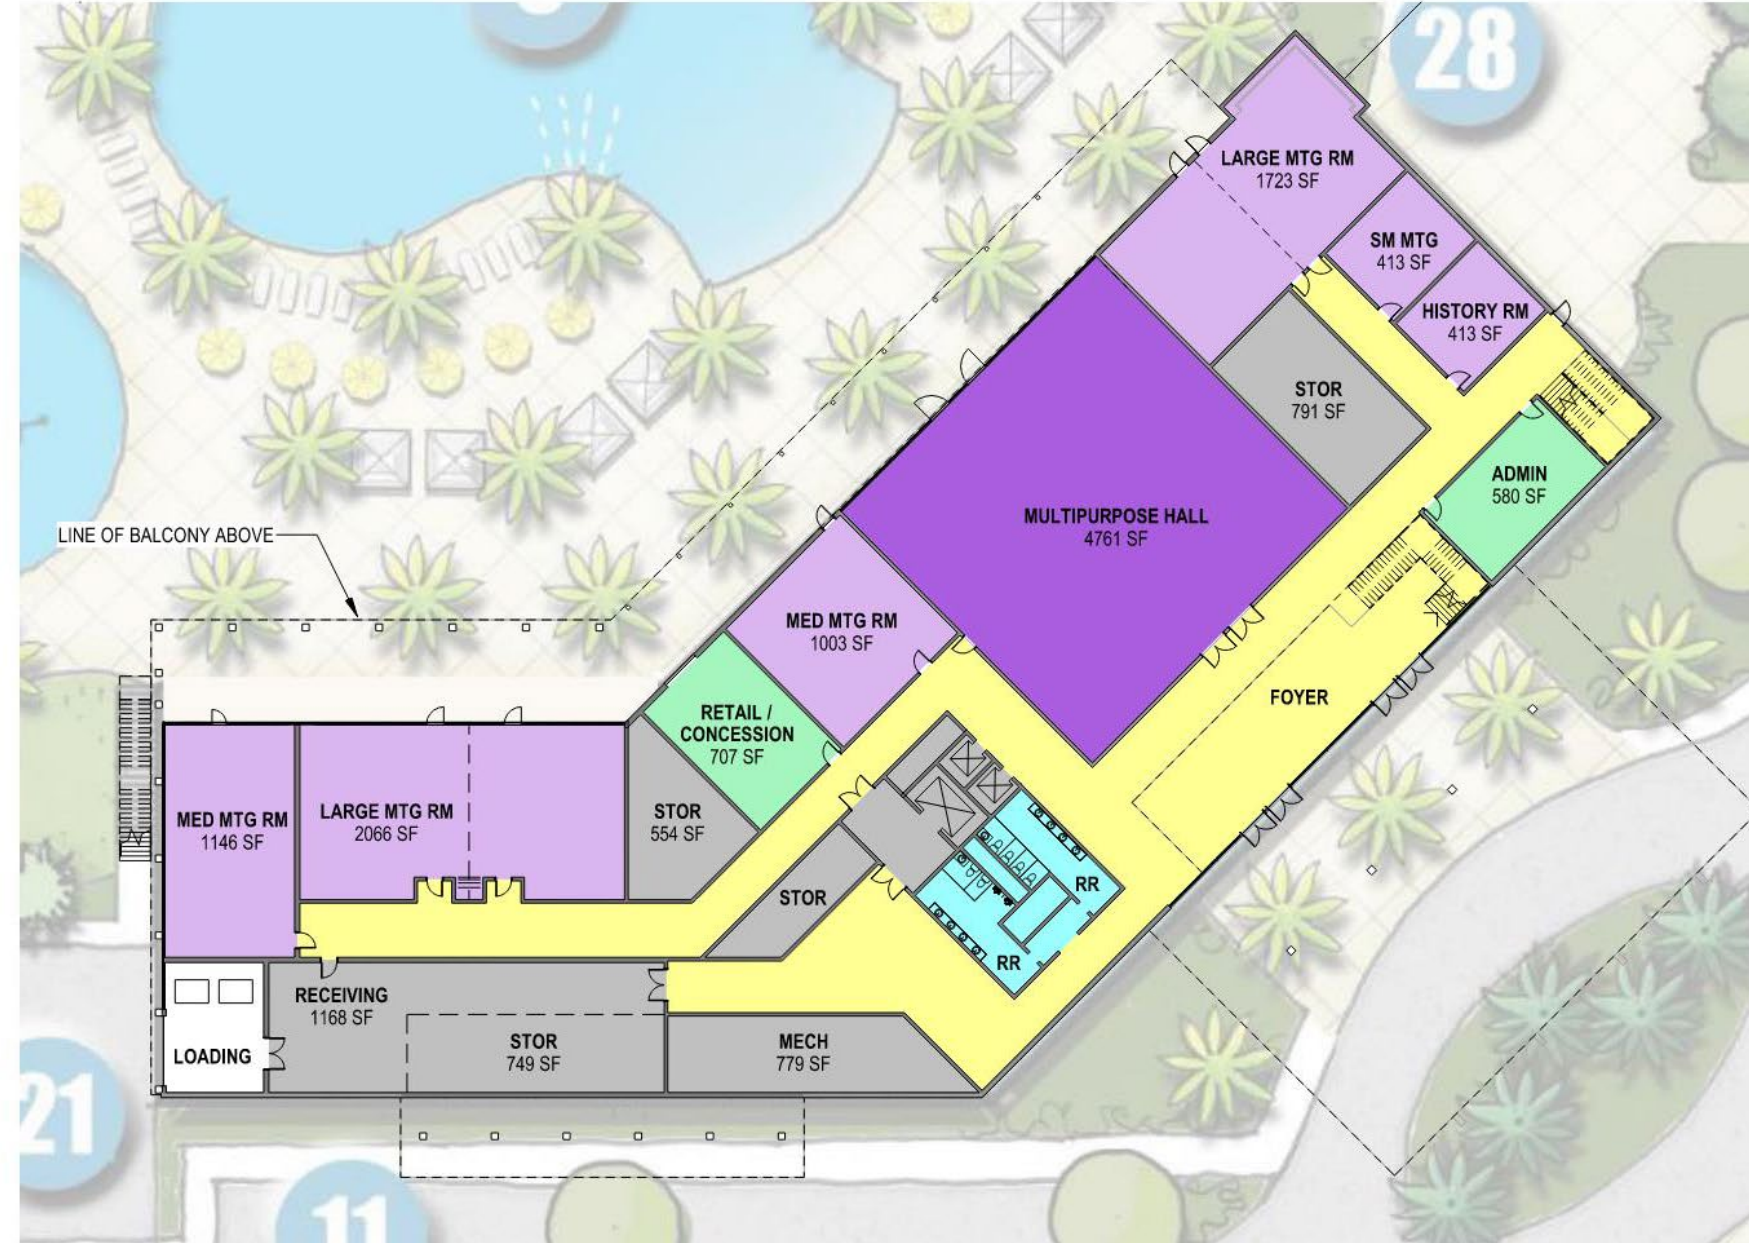 28
LARGE MTG RM
1723 SF
SM MTG
413 SF
HISTORY RM
413 SF
STOR
791 SF
ADMIN
580 SF
MULTIPURPOSE HALL
4761 SF
LINE OF BALCONY ABOVE
MED MTG RM
1003 SF
FOYER
RETAIL /
CONCESSION
707 SF
MED MTG RM
1146 SF
LARGE MTG RM
2066 SF
STOR
554 SF
STOR
RR
RR
RECEIVING
1168 SF
LOADING
STOR
749 SF
MECH
779 SF
21
11